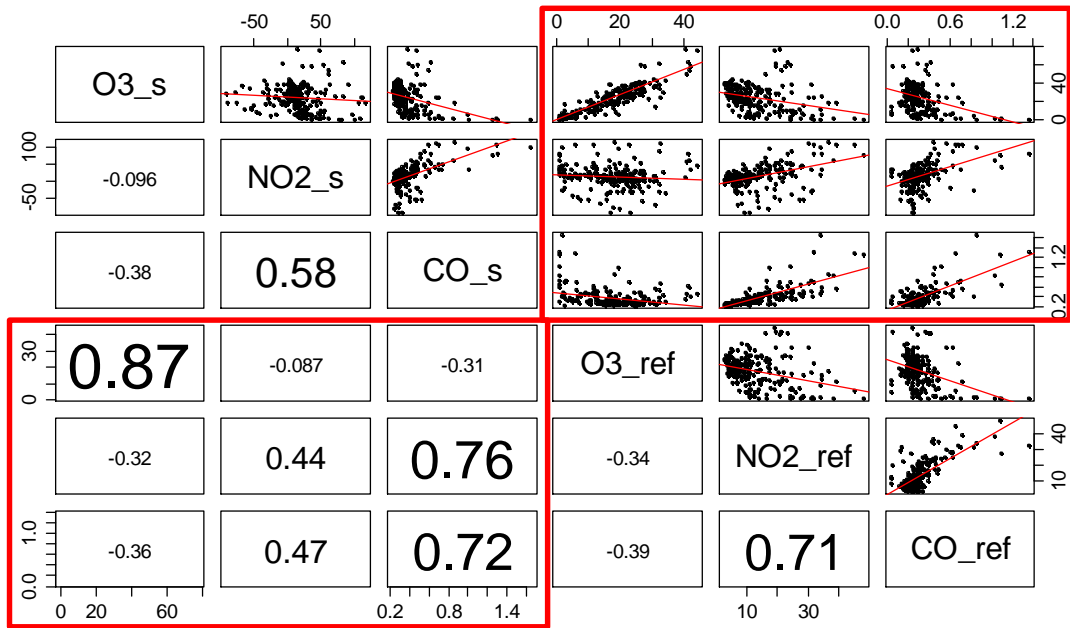 -50 50 0 20 40 0.0 0.6 1.2
O3_s 0 40
-50 100 -0.096 NO2_s
-0.38 0.58 CO_s 0.2 1.2
0 30 0.87 -0.087 -0.31 O3_ref
-0.32 0.44 0.76 -0.34 NO2_ref 10 40
0.0 1.0 -0.36 0.47 0.72 -0.39 0.71 CO_ref
0 20 60 0.2 0.8 1.4 10 30